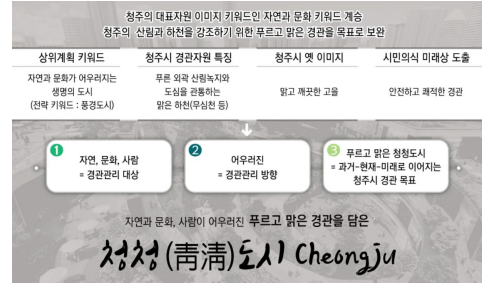 청주의 대표자원 이미지 키워드인 자연과 문화 키워드 계승
청주의 산림과 하천을 강조하기 위한 푸르고 맑은 경관을 목표로 보완
상위계획 키워드
자연과 문화가 어우러지는
생명의 도시
(전략 키워드 : 풍경도시)
청주시 경관자원 특징
푸른 외곽 산림녹지와
도심을 관통하는
맑은 하천(무심천 등)
청주시 옛 이미지
맑고 깨끗한 고을
시민의식 미래상 도출
안전하고 쾌적한 경관
1
자연, 문화, 사람
= 경관관리 대상
2
어우러진
= 경관관리 방향
3
푸르고 맑은 청청도시
= 과거-현재-미래로 이어지는
청주시 경관 목표
자연과 문화, 사람이 어우러진 푸르고 맑은 경관을 담은
청청(靑淸)도시 Cheongju